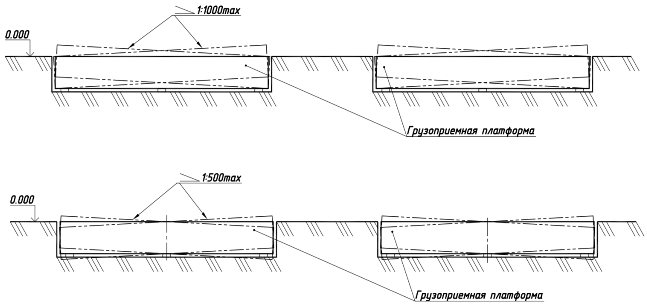 1:1000max
0.000
Грузоприемная платформа
1:500max
0.000
Грузоприемная платформа